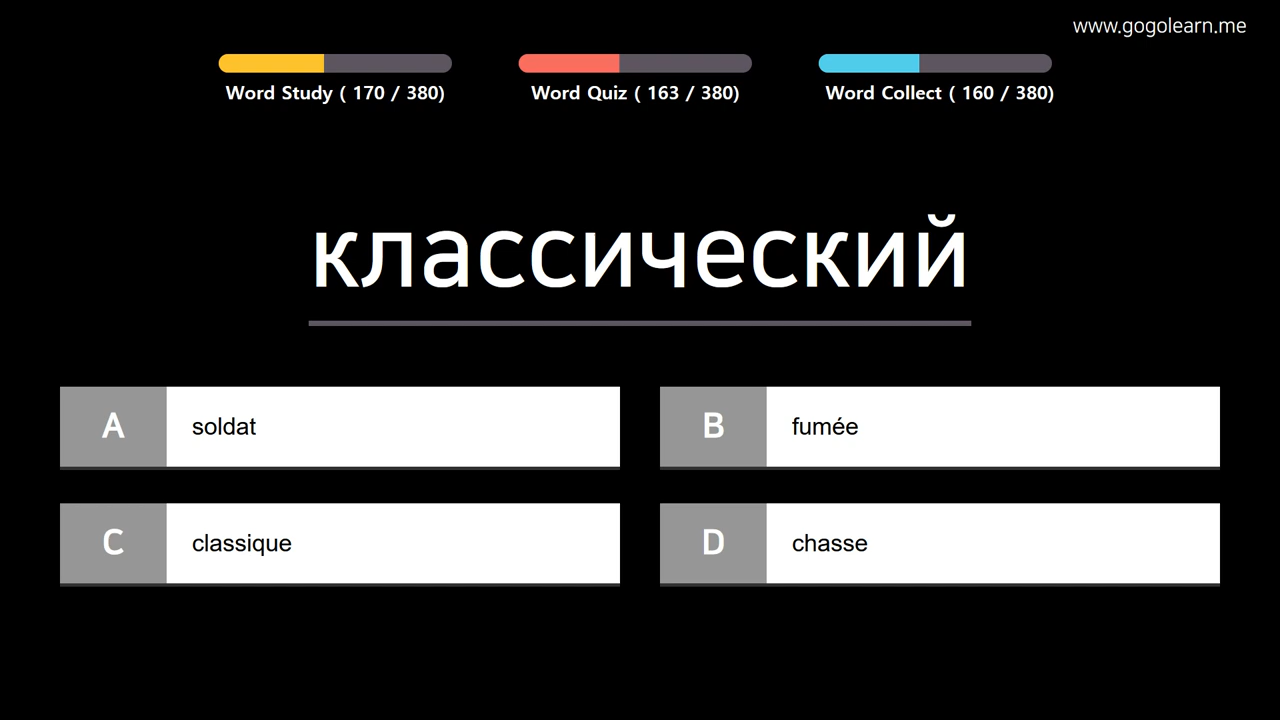 www.gogolearn.me
Word Study ( 170 / 380)
Word Quiz ( 163 / 380)
Word Collect ( 160 / 380)
классический
A soldat
B fumée
C classique
D chasse